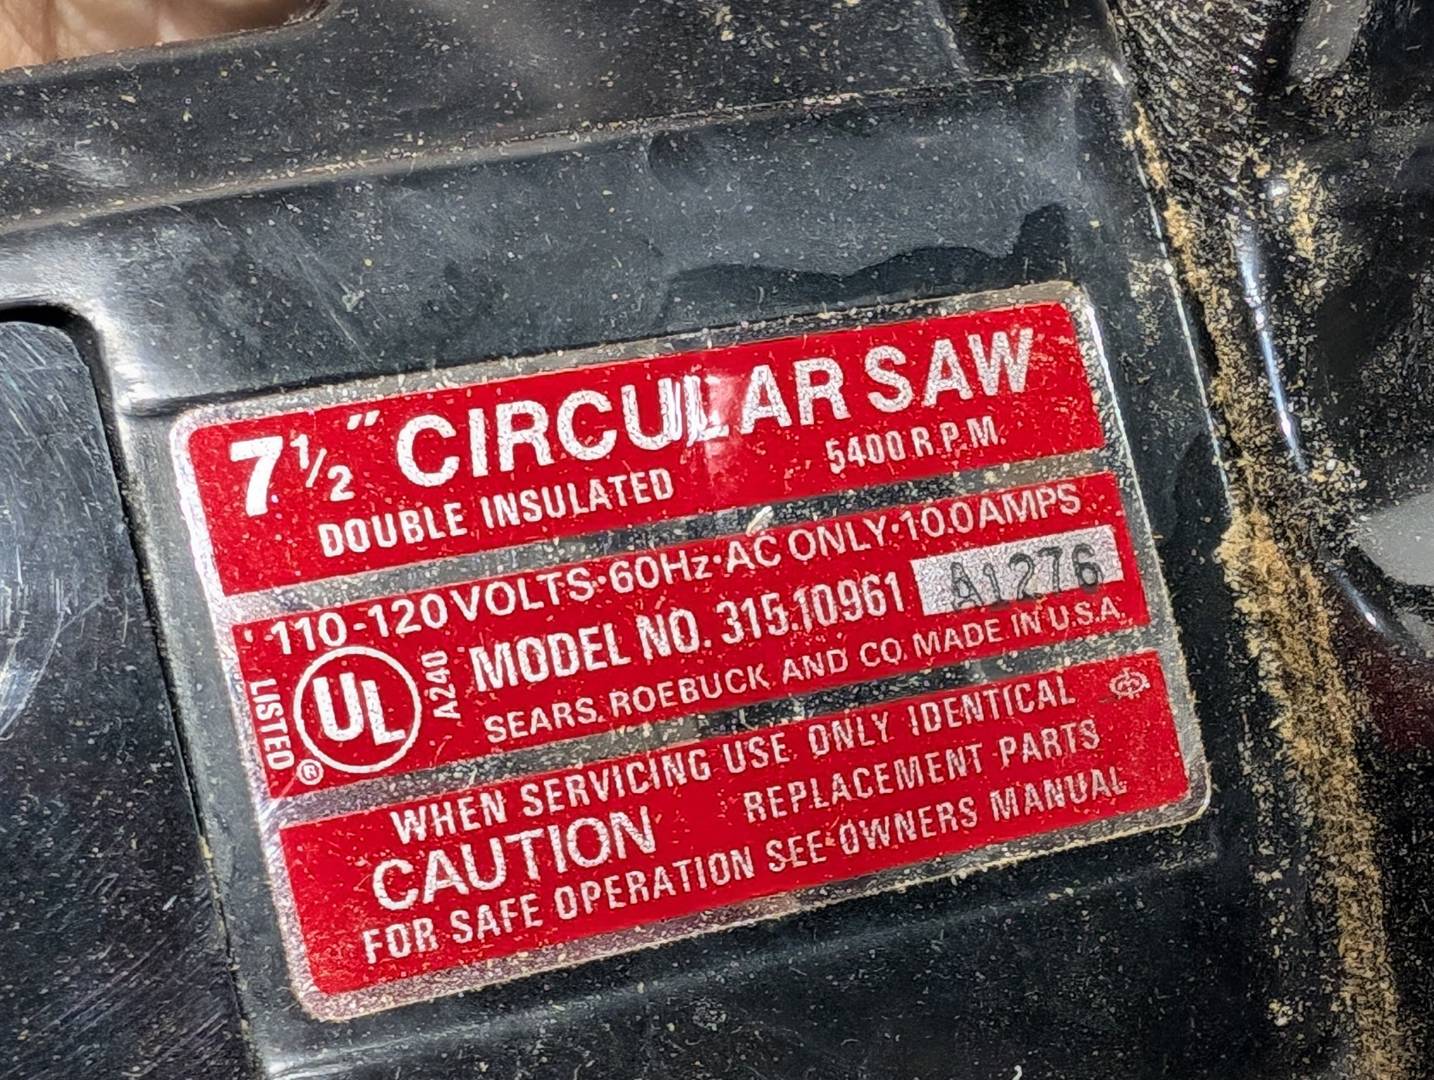 7 1/2" CIRCULAR SAW
DOUBLE INSULATED 5400 R.P.M.
110-120 VOLTS·60Hz·AC ONLY·10.0 AMPS
LISTED UL ® A240
MODEL NO. 315.10961 A1276
SEARS, ROEBUCK AND CO. MADE IN U.S.A.
WHEN SERVICING USE ONLY IDENTICAL
CAUTION REPLACEMENT PARTS
FOR SAFE OPERATION SEE OWNERS MANUAL